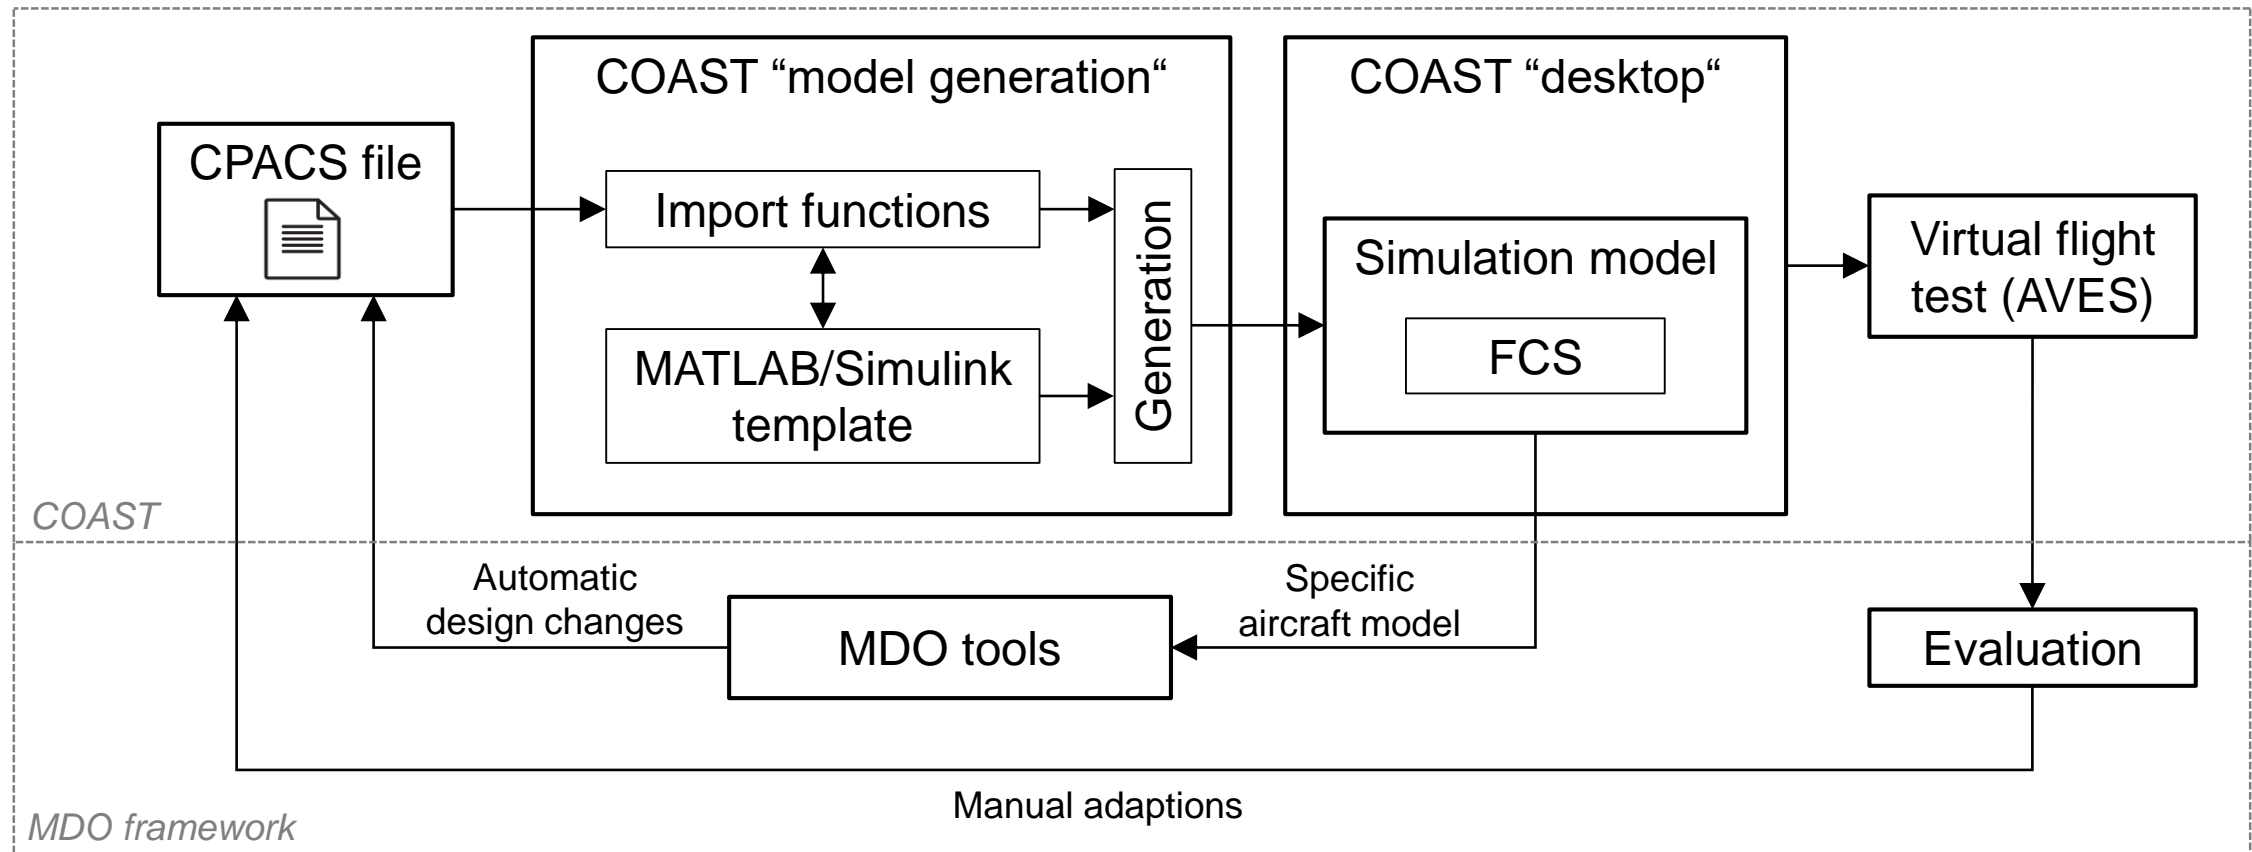 COAST “model generation“
COAST “desktop“
CPACS file
Import functions
MATLAB/Simulink
template
Generation
Simulation model
FCS
Virtual flight
test (AVES)
COAST
Automatic
design changes
MDO tools
Specific
aircraft model
Evaluation
Manual adaptions
MDO framework